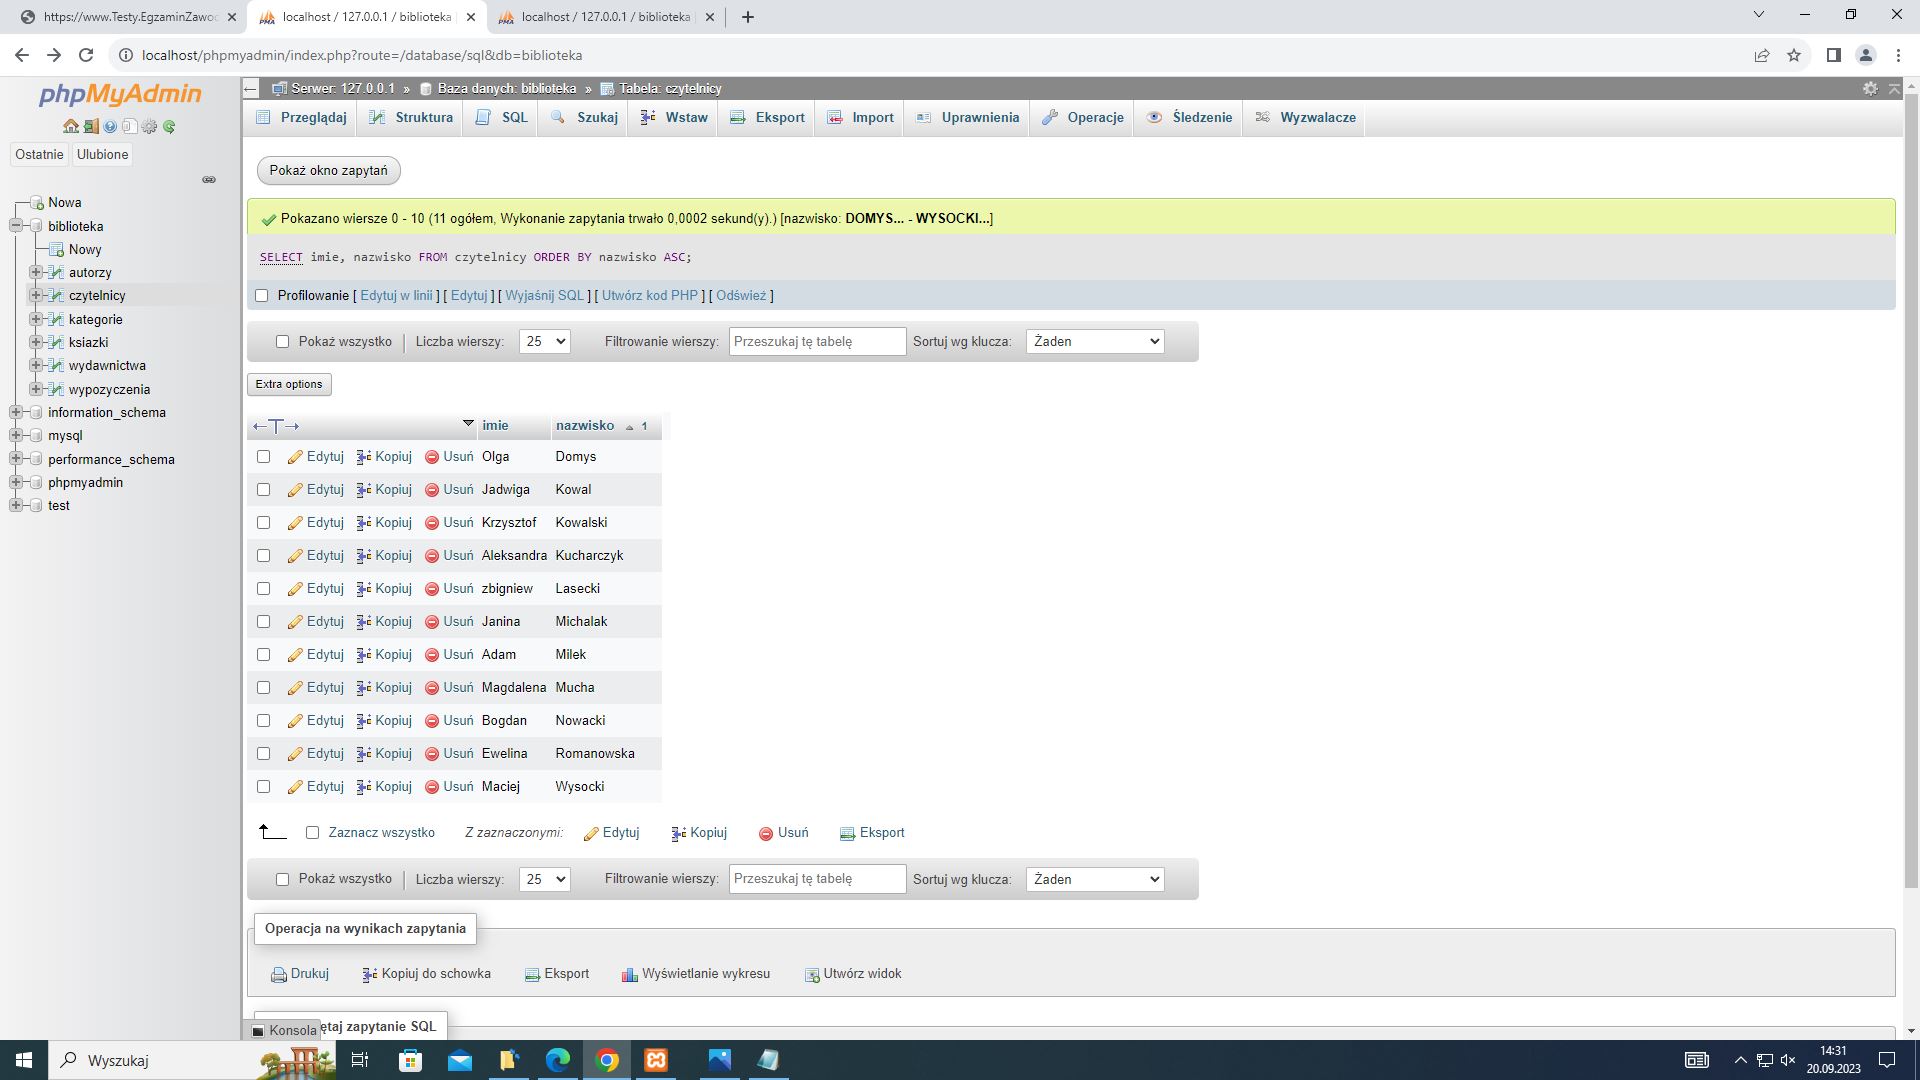 https://www.Testy.EgzaminZawoc
localhost / 127.0.0.1 / biblioteka
localhost / 127.0.0.1 / biblioteka
localhost/phpmyadmin/index.php?route=/database/sql&db=biblioteka
phpMyAdmin
Ostatnie Ulubione
Nowa
biblioteka
Nowy
autorzy
czytelnicy
kategorie
ksiazki
wydawnictwa
wypozyczenia
information_schema
mysql
performance_schema
phpmyadmin
test
Serwer: 127.0.0.1 » Baza danych: biblioteka » Tabela: czytelnicy
Przeglądaj Struktura SQL Szukaj Wstaw Eksport Import Uprawnienia Operacje Śledzenie Wyzwalacze
Pokaż okno zapytań
Pokazano wiersze 0 - 10 (11 ogółem, Wykonanie zapytania trwało 0,0002 sekund(y).) [nazwisko: DOMYS... - WYSOCKI...]
SELECT imie, nazwisko FROM czytelnicy ORDER BY nazwisko ASC;
Profilowanie [ Edytuj w linii ] [ Edytuj ] [ Wyjaśnij SQL ] [ Utwórz kod PHP ] [ Odśwież ]
Pokaż wszystko | Liczba wierszy: 25 Filtrowanie wierszy: Przeszukaj tę tabelę Sortuj wg klucza: Żaden
Extra options
←T→ imie nazwisko 1
Edytuj Kopiuj Usuń Olga Domys
Edytuj Kopiuj Usuń Jadwiga Kowal
Edytuj Kopiuj Usuń Krzysztof Kowalski
Edytuj Kopiuj Usuń Aleksandra Kucharczyk
Edytuj Kopiuj Usuń zbigniew Lasecki
Edytuj Kopiuj Usuń Janina Michalak
Edytuj Kopiuj Usuń Adam Milek
Edytuj Kopiuj Usuń Magdalena Mucha
Edytuj Kopiuj Usuń Bogdan Nowacki
Edytuj Kopiuj Usuń Ewelina Romanowska
Edytuj Kopiuj Usuń Maciej Wysocki
Zaznacz wszystko Z zaznaczonymi: Edytuj Kopiuj Usuń Eksport
Pokaż wszystko | Liczba wierszy: 25 Filtrowanie wierszy: Przeszukaj tę tabelę Sortuj wg klucza: Żaden
Operacja na wynikach zapytania
Drukuj Kopiuj do schowka Eksport Wyświetlanie wykresu Utwórz widok
Konsola
ętaj zapytanie SQL
Wyszukaj
14:31
20.09.2023